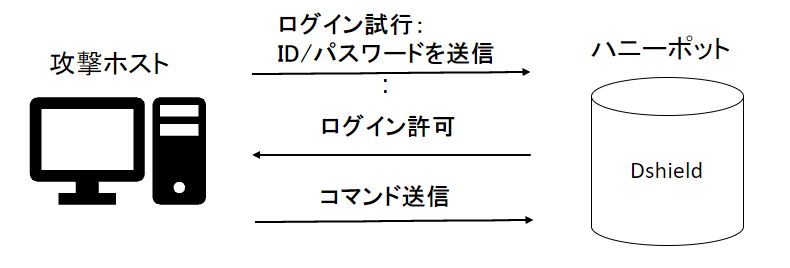 ログイン試行:
ID/パスワードを送信
:
攻撃ホスト
ハニーポット
ログイン許可
Dshield
コマンド送信